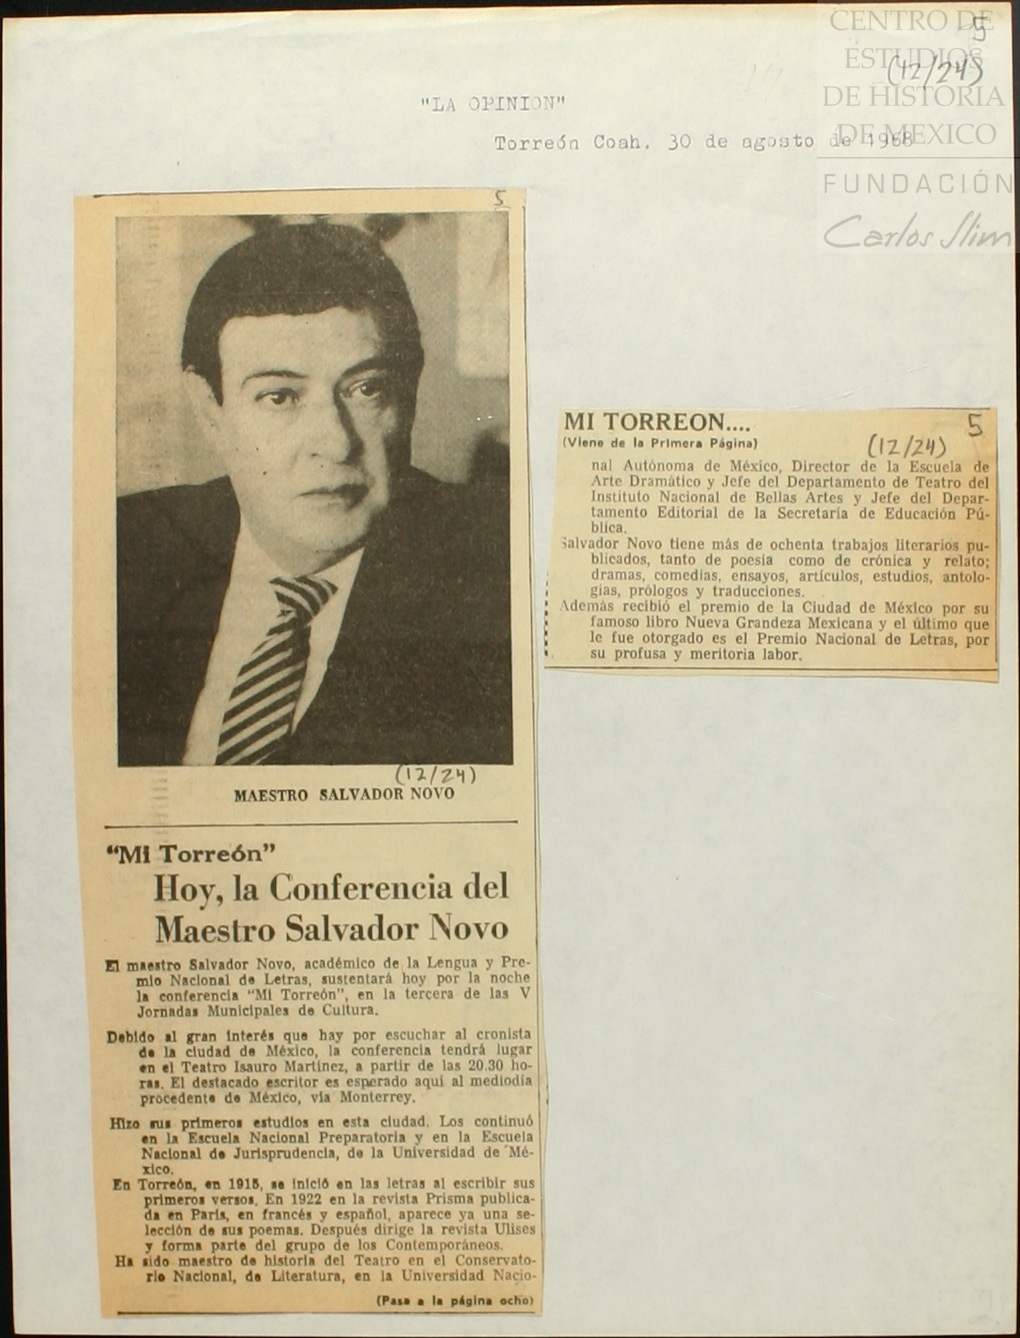 CENTRO DE
ESTUDIOS
DE HISTORIA
DE MEXICO
FUNDACIÓN
Carlos Slim
5
(12/24)
"LA OPINION"
Torreón Coah. 30 de agosto de 1968
5
(12/24)
MAESTRO SALVADOR NOVO
“Mi Torreón”
Hoy, la Conferencia del
Maestro Salvador Novo
El maestro Salvador Novo, académico de la Lengua y Pre-
mio Nacional de Letras, sustentará hoy por la noche
la conferencia “Mi Torreón”, en la tercera de las V
Jornadas Municipales de Cultura.
Debido al gran interés que hay por escuchar al cronista
de la ciudad de México, la conferencia tendrá lugar
en el Teatro Isauro Martínez, a partir de las 20.30 ho-
ras. El destacado escritor es esperado aquí al mediodía
procedente de México, vía Monterrey.
Hizo sus primeros estudios en esta ciudad. Los continuó
en la Escuela Nacional Preparatoria y en la Escuela
Nacional de Jurisprudencia, de la Universidad de Mé-
xico.
En Torreón, en 1915, se inició en las letras al escribir sus
primeros versos. En 1922 en la revista Prisma publica-
da en París, en francés y español, aparece ya una se-
lección de sus poemas. Después dirige la revista Ulises
y forma parte del grupo de los Contemporáneos.
Ha sido maestro de historia del Teatro en el Conservato-
rio Nacional, de Literatura, en la Universidad Nacio-
(Pasa a la página ocho)
MI TORREON....
5
(Viene de la Primera Página)
(12/24)
nal Autónoma de México, Director de la Escuela de
Arte Dramático y Jefe del Departamento de Teatro del
Instituto Nacional de Bellas Artes y Jefe del Depar-
tamento Editorial de la Secretaría de Educación Pú-
blica.
Salvador Novo tiene más de ochenta trabajos literarios pu-
blicados, tanto de poesía como de crónica y relato;
dramas, comedias, ensayos, artículos, estudios, antolo-
gías, prólogos y traducciones.
Además recibió el premio de la Ciudad de México por su
famoso libro Nueva Grandeza Mexicana y el último que
le fue otorgado es el Premio Nacional de Letras, por
su profusa y meritoria labor.